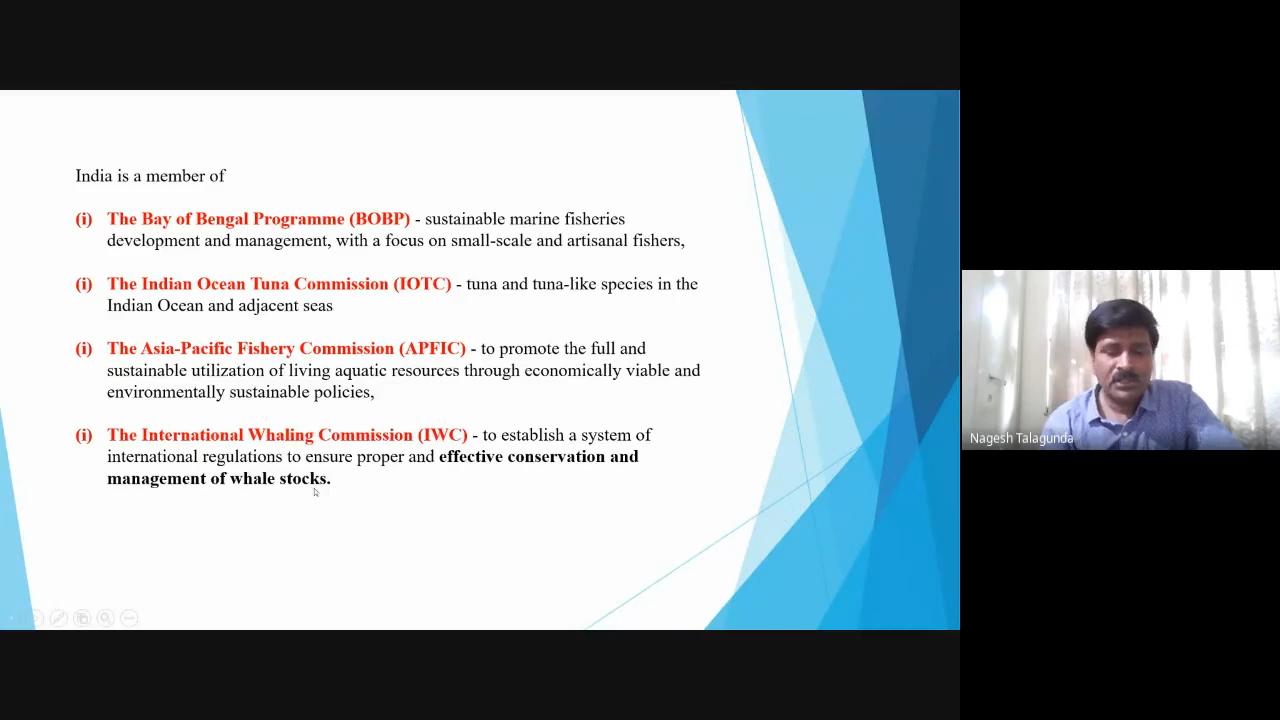 India is a member of
(i) The Bay of Bengal Programme (BOBP) - sustainable marine fisheries
development and management, with a focus on small-scale and artisanal fishers,
(i) The Indian Ocean Tuna Commission (IOTC) - tuna and tuna-like species in the
Indian Ocean and adjacent seas
(i) The Asia-Pacific Fishery Commission (APFIC) - to promote the full and
sustainable utilization of living aquatic resources through economically viable and
environmentally sustainable policies,
(i) The International Whaling Commission (IWC) - to establish a system of
international regulations to ensure proper and effective conservation and
management of whale stocks.
Nagesh Talagunda